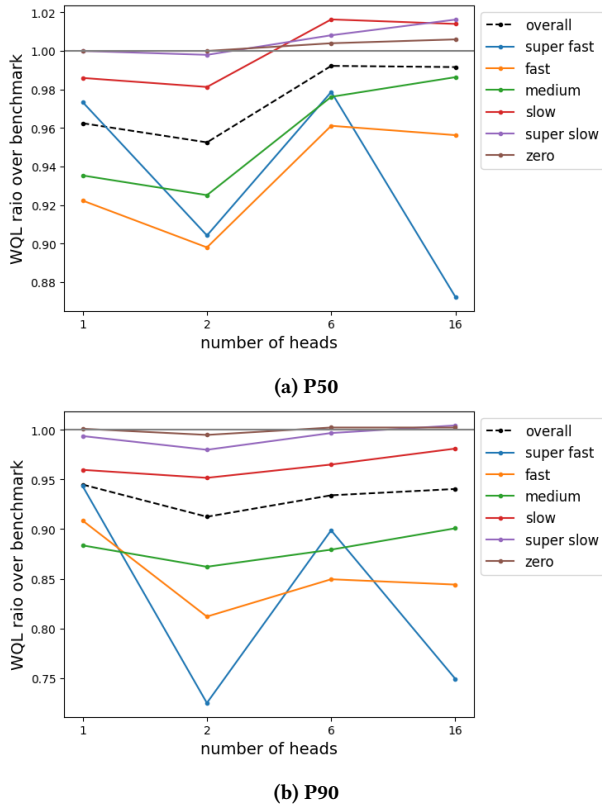 1.02
1.00
0.98
0.96
0.94
0.92
0.90
0.88
WQL raio over benchmark
1
2
6
16
number of heads
overall
super fast
fast
medium
slow
super slow
zero
(a) P50
1.00
0.95
0.90
0.85
0.80
0.75
WQL raio over benchmark
1
2
6
16
number of heads
overall
super fast
fast
medium
slow
super slow
zero
(b) P90